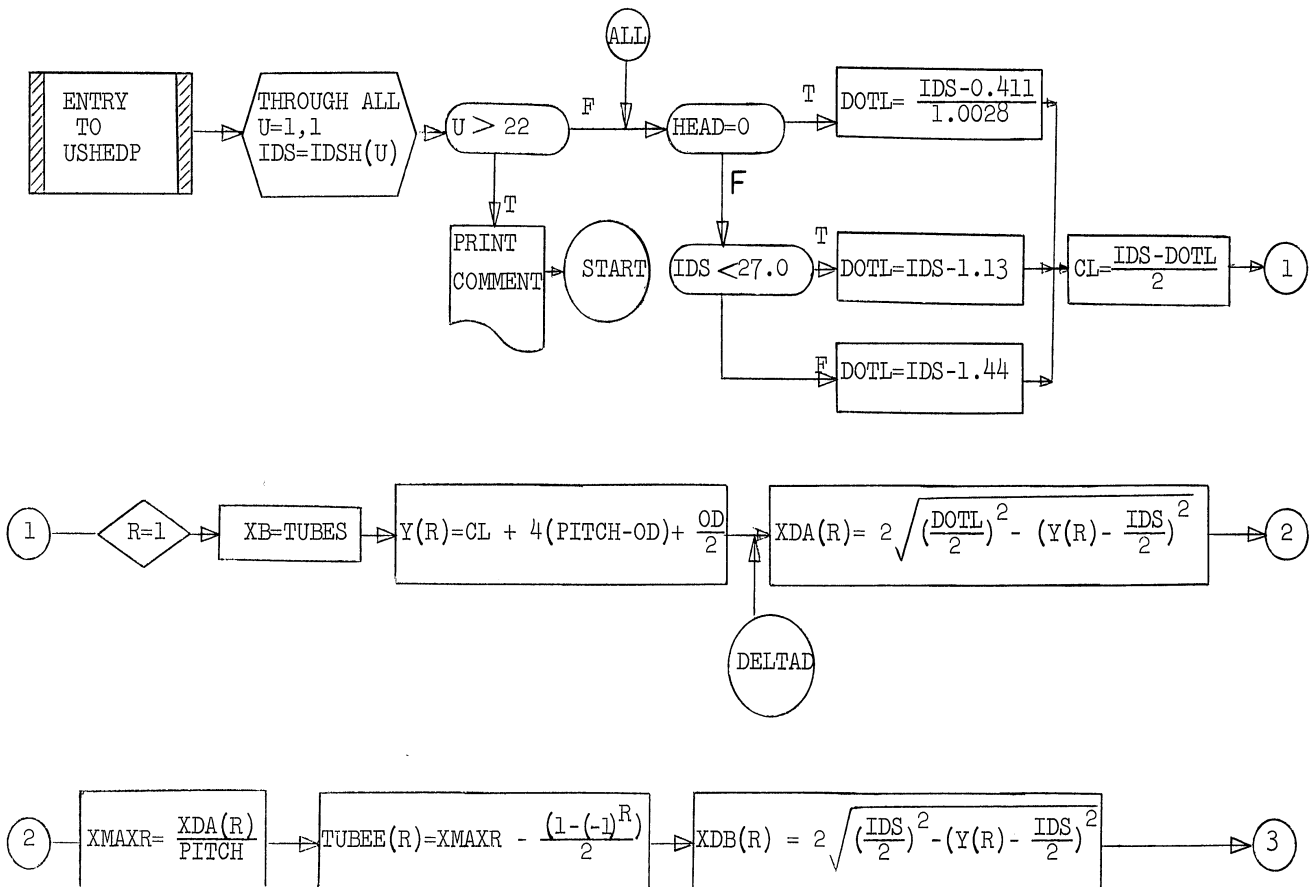 ALL
ENTRY
TO
USHEDP
THROUGH ALL
U=1,1
IDS=IDSH(U)
U > 22
F
HEAD=0
T
DOTL= IDS-0.411
1.0028
T
F
PRINT
COMMENT
START
IDS <27.0
T
DOTL=IDS-1.13
CL= IDS-DOTL
2
1
F
DOTL=IDS-1.44
1
R=1
XB=TUBES
Y(R)=CL + 4(PITCH-OD)+ OD
2
XDA(R)= 2√(DOTL/2)² - (Y(R)- IDS/2)²
2
DELTAD
2
XMAXR= XDA(R)
PITCH
TUBEE(R)=XMAXR - (1-(-1)^R)
2
XDB(R) = 2√(IDS/2)² -(Y(R)- IDS/2)²
3